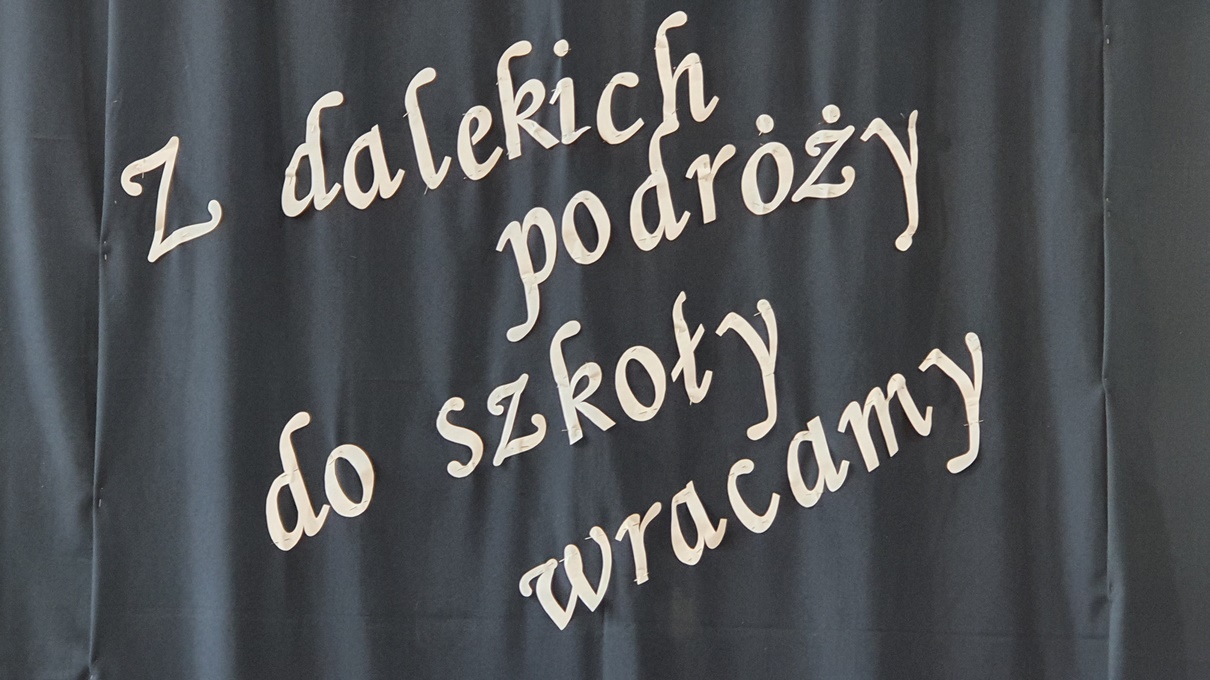 Z dalekich
podróży
do szkoły
wracamy